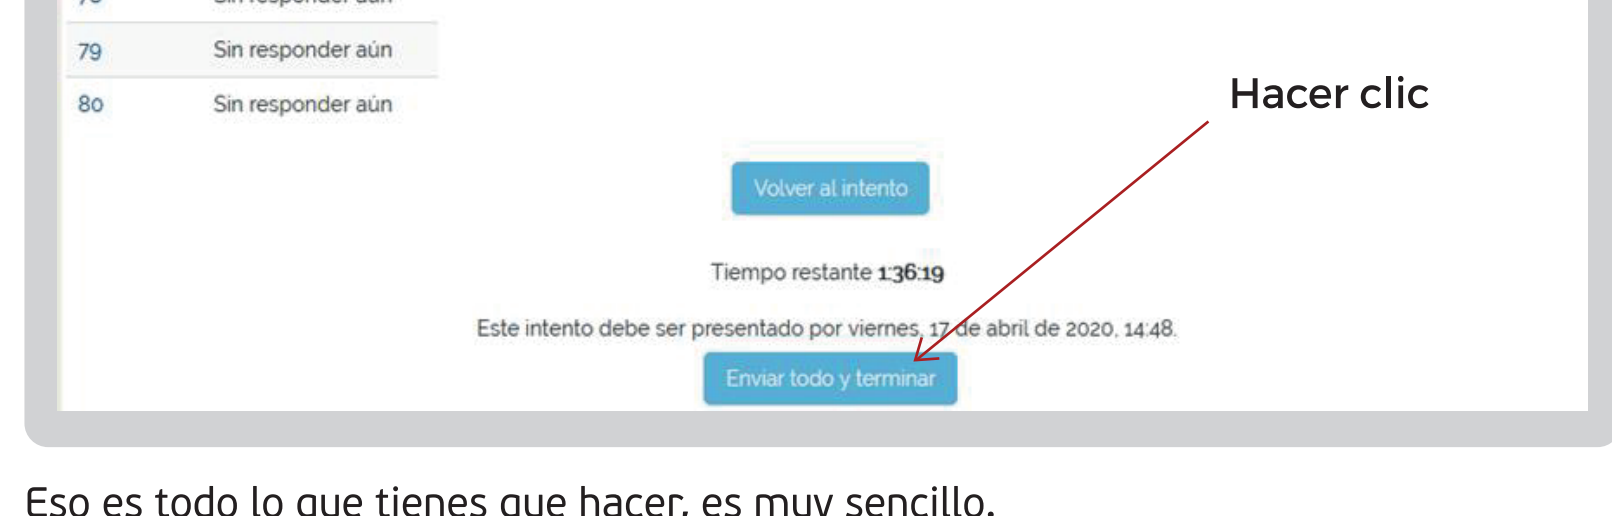 79 Sin responder aún
80 Sin responder aún
Hacer clic
Volver al intento
Tiempo restante 1:36:19
Este intento debe ser presentado por viernes, 17 de abril de 2020, 14:48.
Enviar todo y terminar
Eso es todo lo que tienes que hacer, es muy sencillo.